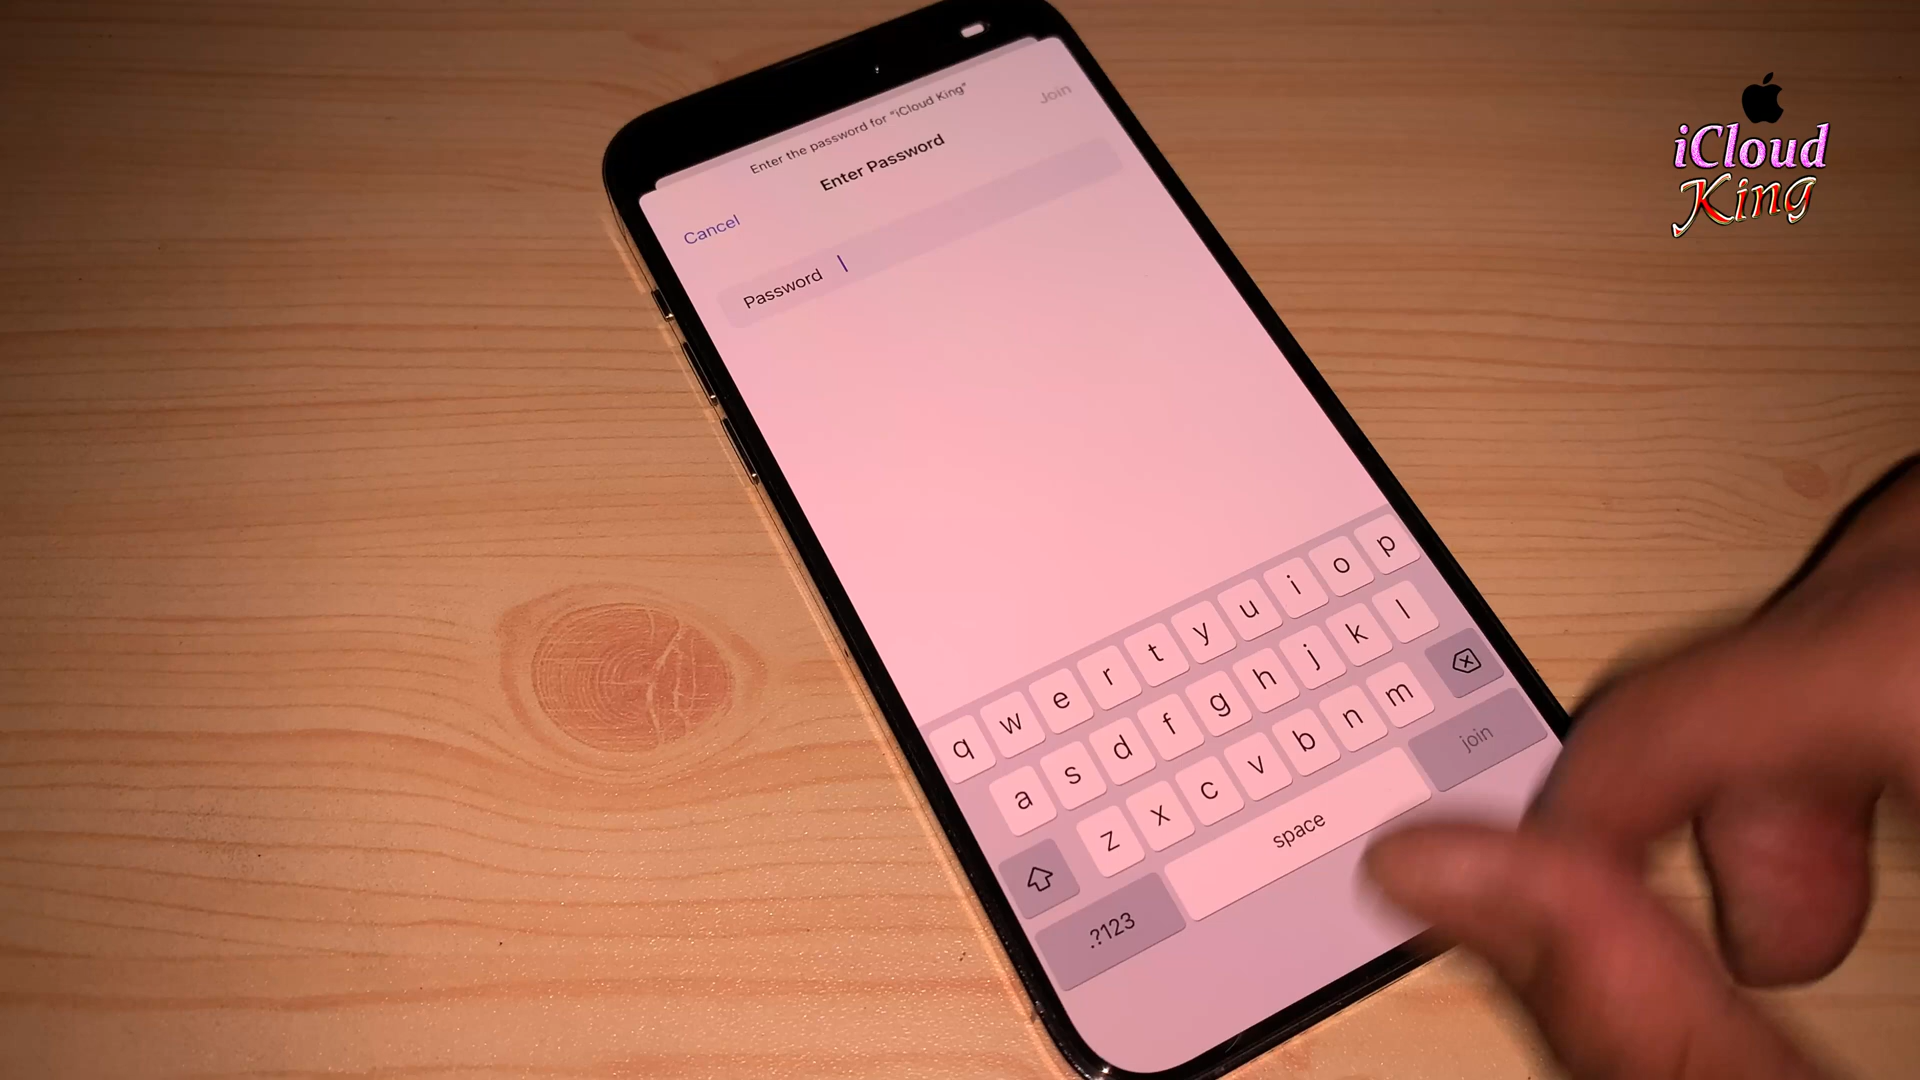 Enter the password for "iCloud King"
Cancel
Enter Password
Join
Password
q w e r t y u i o p
a s d f g h j k l
z x c v b n m
.?123
space
join
iCloud
King